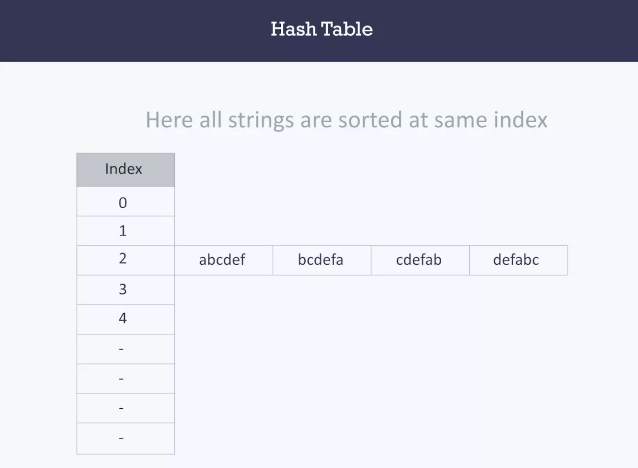 Hash Table
Here all strings are sorted at same index
Index
0
1
2 abcdef bcdefa cdefab defabc
3
4
-
-
-
-